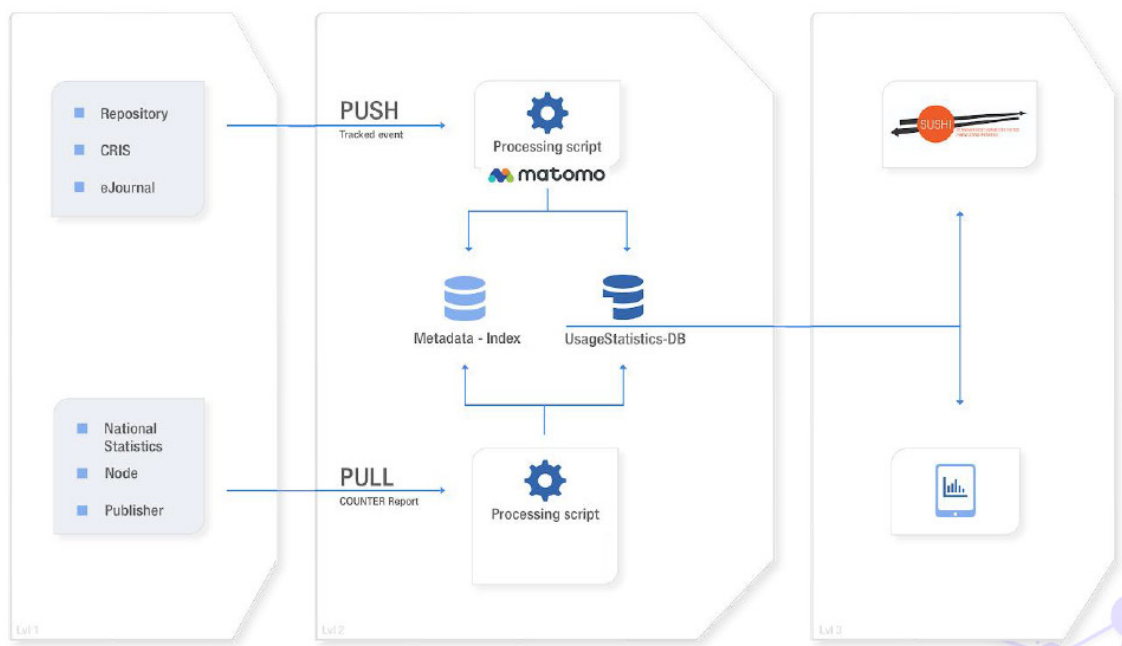 Repository
CRIS
eJournal
PUSH
Tracked event
Processing script
matomo
SUSHI
Metadata - Index
UsageStatistics-DB
National
Statistics
Node
Publisher
PULL
COUNTER Report
Processing script
Lvl 1
Lvl 2
Lvl 3